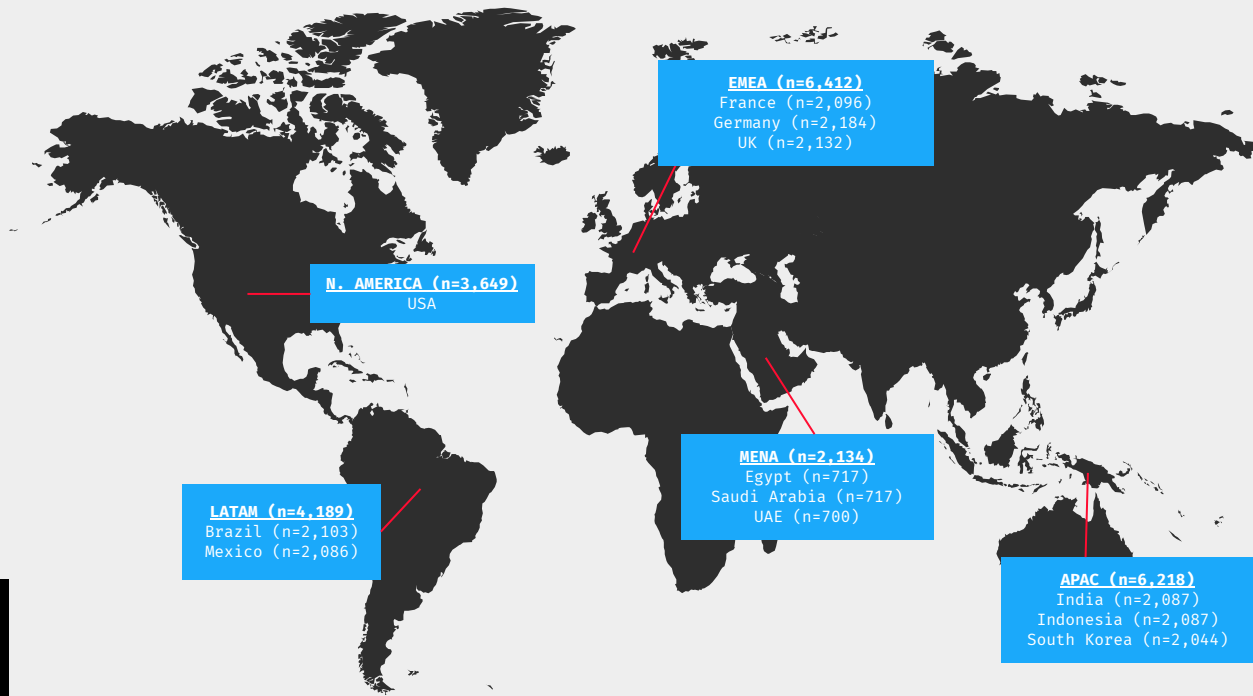 EMEA (n=6,412)
France (n=2,096)
Germany (n=2,184)
UK (n=2,132)
N. AMERICA (n=3,649)
USA
MENA (n=2,134)
Egypt (n=717)
Saudi Arabia (n=717)
UAE (n=700)
LATAM (n=4,189)
Brazil (n=2,103)
Mexico (n=2,086)
APAC (n=6,218)
India (n=2,087)
Indonesia (n=2,087)
South Korea (n=2,044)